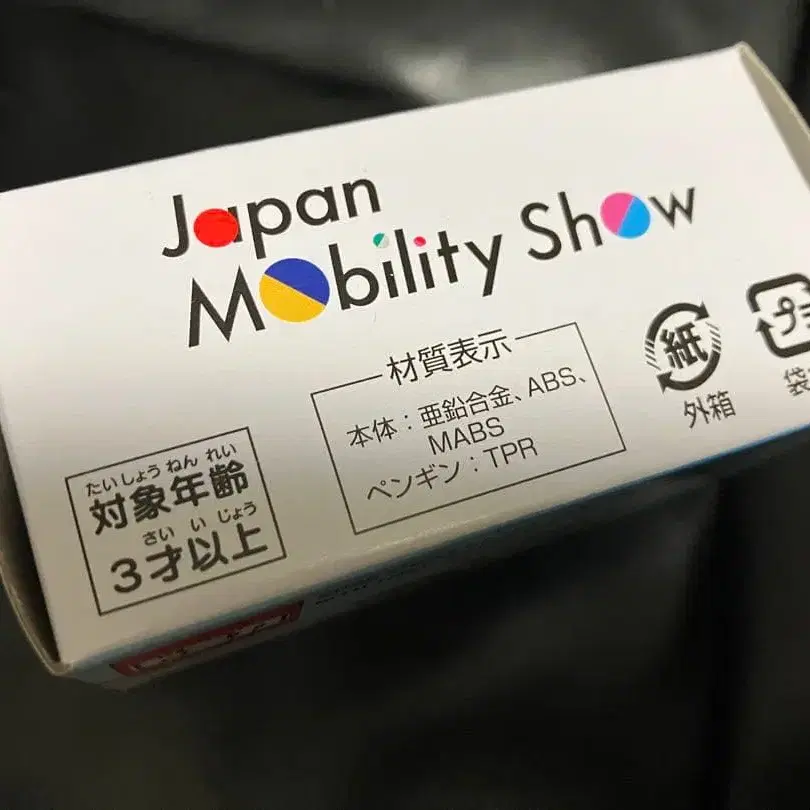 Japan
Mobility Show
材質表示
本体：亜鉛合金、ABS、
MABS
ペンギン：TPR
たいしょう ねん れい
対象年齢
さい い じょう
3才以上
紙
外箱
プ
袋